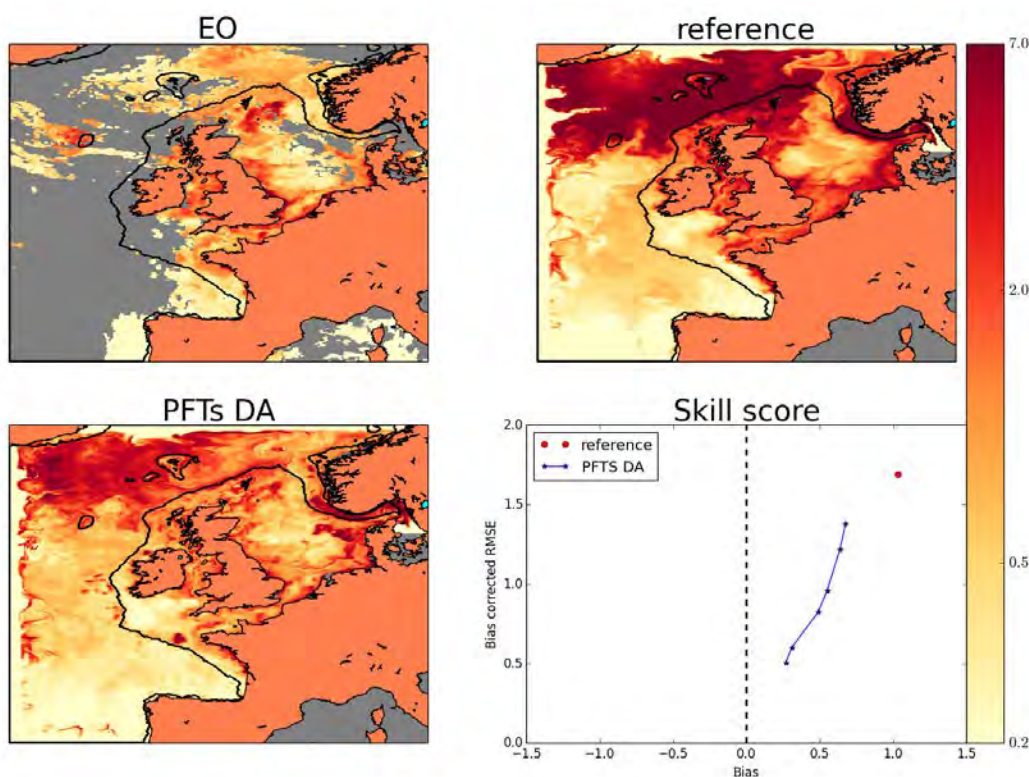 EO
reference
7.0
2.0
0.5
0.2
PFTs DA
Skill score
reference
PFTS DA
Bias corrected RMSE
2.0
1.5
1.0
0.5
0.0
−1.5 −1.0 −0.5 0.0 0.5 1.0 1.5
Bias